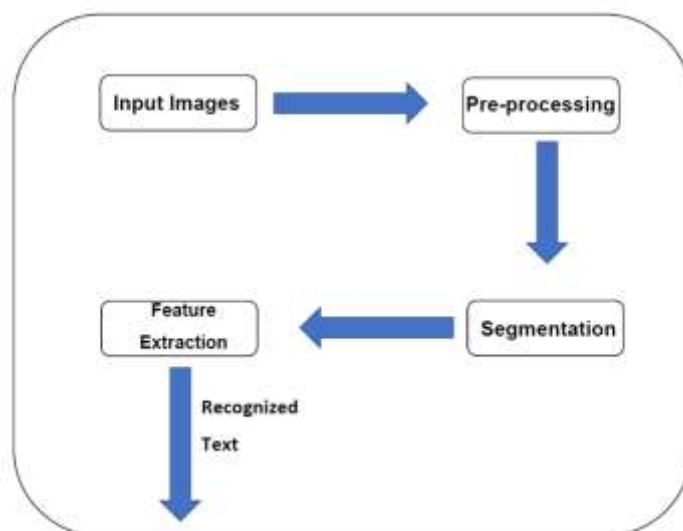 Input Images
Pre-processing
Segmentation
Feature
Extraction
Recognized
Text